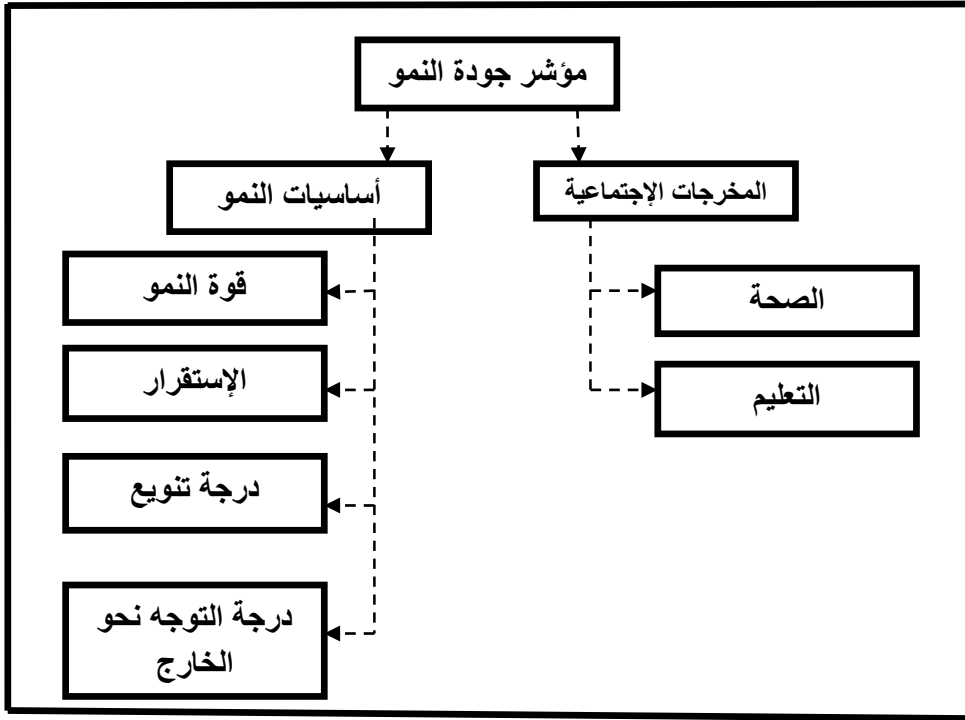 مؤشر جودة النمو
المخرجات الإجتماعية
الصحة
التعليم
أساسيات النمو
قوة النمو
الإستقرار
درجة تنويع
درجة التوجه نحو
الخارج